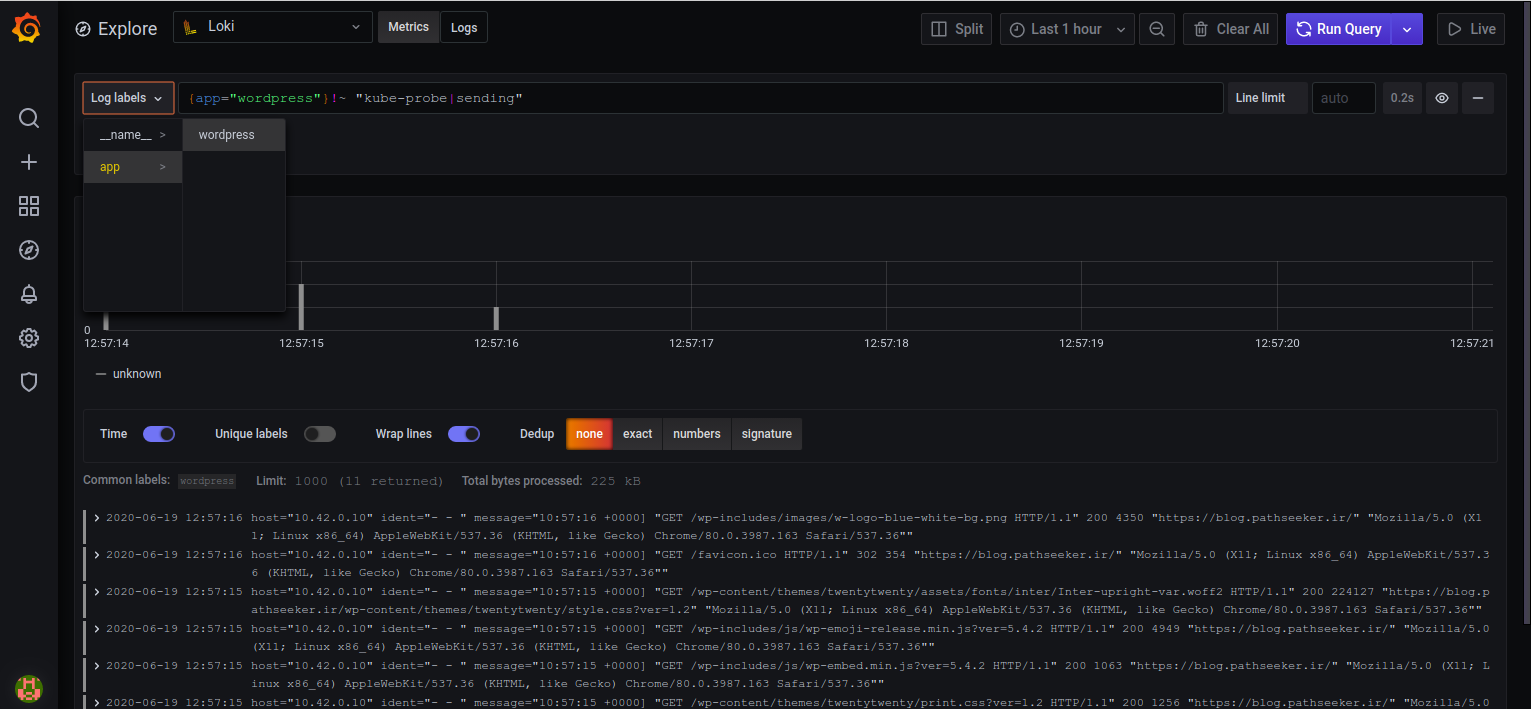 Explore Loki Metrics Logs Split Last 1 hour Clear All Run Query Live
Log labels {app="wordpress"}!~ "kube-probe|sending" Line limit auto 0.2s
__name__ > wordpress
app >
0
12:57:14 12:57:15 12:57:16 12:57:17 12:57:18 12:57:19 12:57:20 12:57:21
unknown
Time Unique labels Wrap lines Dedup none exact numbers signature
Common labels: wordpress Limit: 1000 (11 returned) Total bytes processed: 225 kB
> 2020-06-19 12:57:16 host="10.42.0.10" ident="- - " message="10:57:16 +0000] "GET /wp-includes/images/w-logo-blue-white-bg.png HTTP/1.1" 200 4350 "https://blog.pathseeker.ir/" "Mozilla/5.0 (X1
1; Linux x86_64) AppleWebKit/537.36 (KHTML, like Gecko) Chrome/80.0.3987.163 Safari/537.36""
> 2020-06-19 12:57:16 host="10.42.0.10" ident="- - " message="10:57:16 +0000] "GET /favicon.ico HTTP/1.1" 302 354 "https://blog.pathseeker.ir/" "Mozilla/5.0 (X11; Linux x86_64) AppleWebKit/537.3
6 (KHTML, like Gecko) Chrome/80.0.3987.163 Safari/537.36""
> 2020-06-19 12:57:15 host="10.42.0.10" ident="- - " message="10:57:15 +0000] "GET /wp-content/themes/twentytwenty/assets/fonts/inter/Inter-upright-var.woff2 HTTP/1.1" 200 224127 "https://blog.p
athseeker.ir/wp-content/themes/twentytwenty/style.css?ver=1.2" "Mozilla/5.0 (X11; Linux x86_64) AppleWebKit/537.36 (KHTML, like Gecko) Chrome/80.0.3987.163 Safari/537.36""
> 2020-06-19 12:57:15 host="10.42.0.10" ident="- - " message="10:57:15 +0000] "GET /wp-includes/js/wp-emoji-release.min.js?ver=5.4.2 HTTP/1.1" 200 4949 "https://blog.pathseeker.ir/" "Mozilla/5.0
(X11; Linux x86_64) AppleWebKit/537.36 (KHTML, like Gecko) Chrome/80.0.3987.163 Safari/537.36""
> 2020-06-19 12:57:15 host="10.42.0.10" ident="- - " message="10:57:15 +0000] "GET /wp-includes/js/wp-embed.min.js?ver=5.4.2 HTTP/1.1" 200 1063 "https://blog.pathseeker.ir/" "Mozilla/5.0 (X11; L
inux x86_64) AppleWebKit/537.36 (KHTML, like Gecko) Chrome/80.0.3987.163 Safari/537.36""
> 2020-06-19 12:57:15 host="10.42.0.10" ident="- - " message="10:57:15 +0000] "GET /wp-content/themes/twentytwenty/print.css?ver=1.2 HTTP/1.1" 200 1256 "https://blog.pathseeker.ir/" "Mozilla/5.0